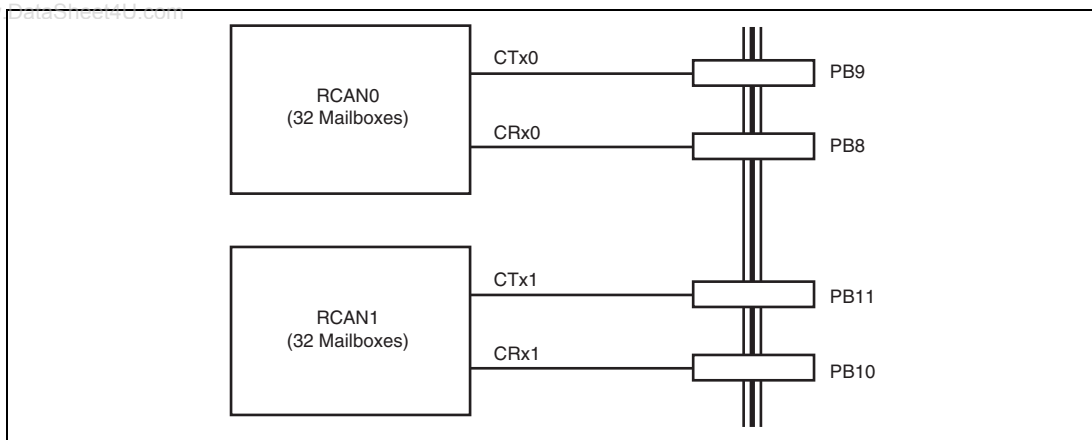 .DataSheet4U.com
CTx0
PB9
RCAN0
(32 Mailboxes)
CRx0
PB8
CTx1
PB11
RCAN1
(32 Mailboxes)
CRx1
PB10